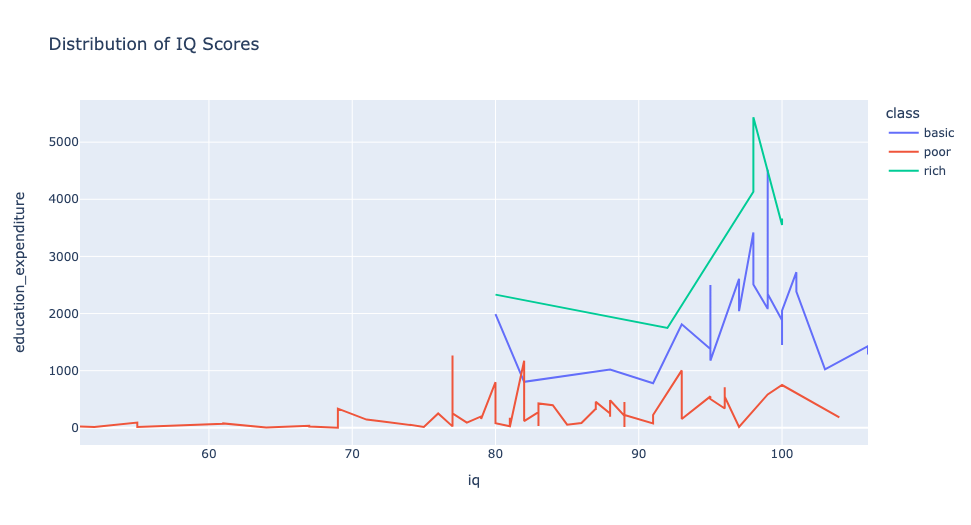 Distribution of IQ Scores
class
basic
poor
rich
5000
4000
3000
2000
1000
0
education_expenditure
60 70 80 90 100
iq